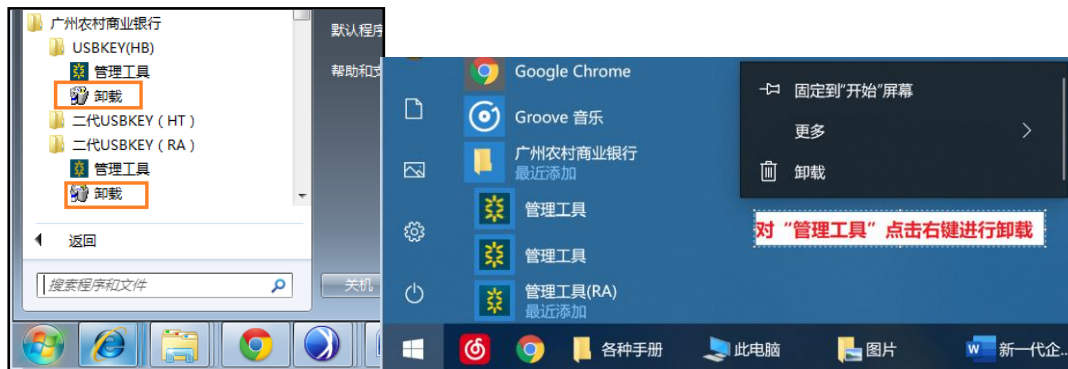 广州农村商业银行
USBKEY(HB)
管理工具
卸载
二代USBKEY ( HT )
二代USBKEY ( RA )
管理工具
卸载
返回
搜索程序和文件
默认程序
帮助和支
关机
Google Chrome
Groove 音乐
广州农村商业银行
最近添加
管理工具
管理工具
管理工具(RA)
最近添加
固定到"开始"屏幕
更多
卸载
对“管理工具”点击右键进行卸载
各种手册
此电脑
图片
新一代企...